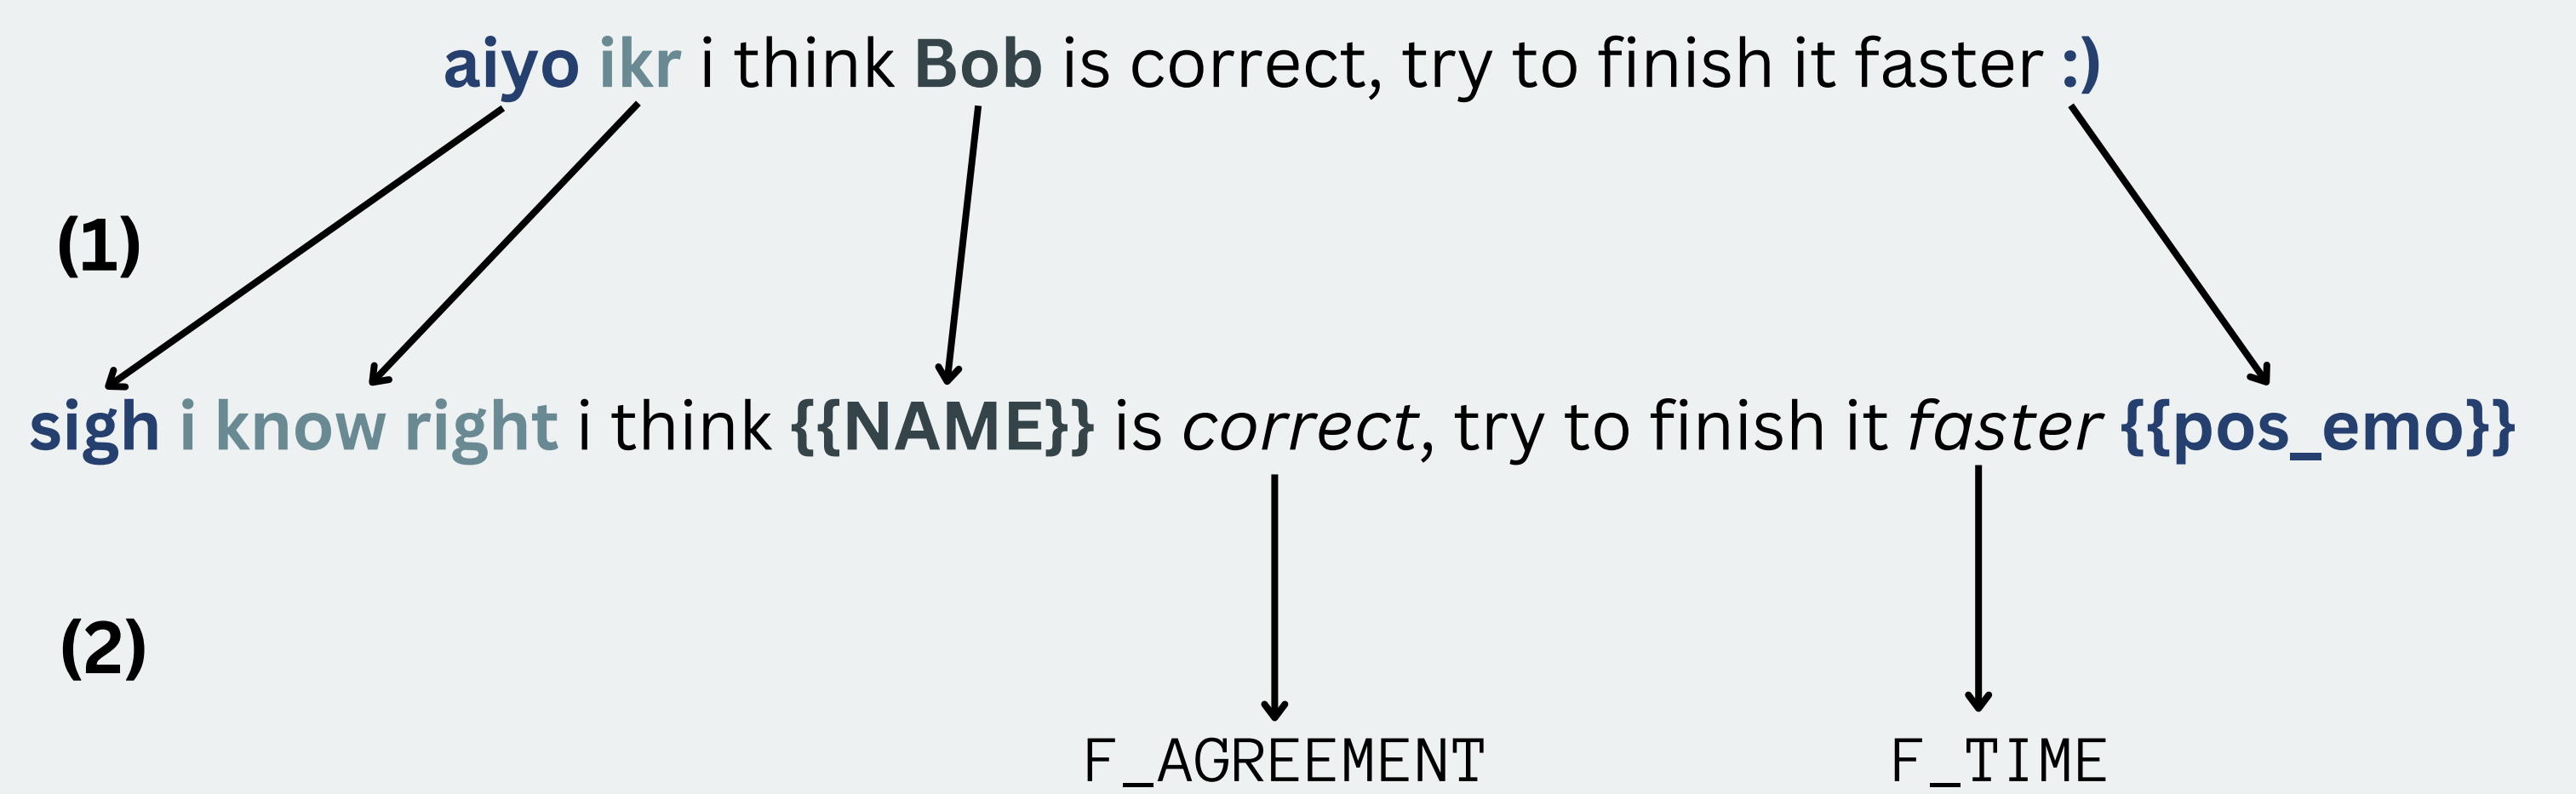 aiyo ikr i think Bob is correct, try to finish it faster :)
(1)
sigh i know right i think {{NAME}} is correct, try to finish it faster {{pos_emo}}
(2)
F_AGREEMENT F_TIME